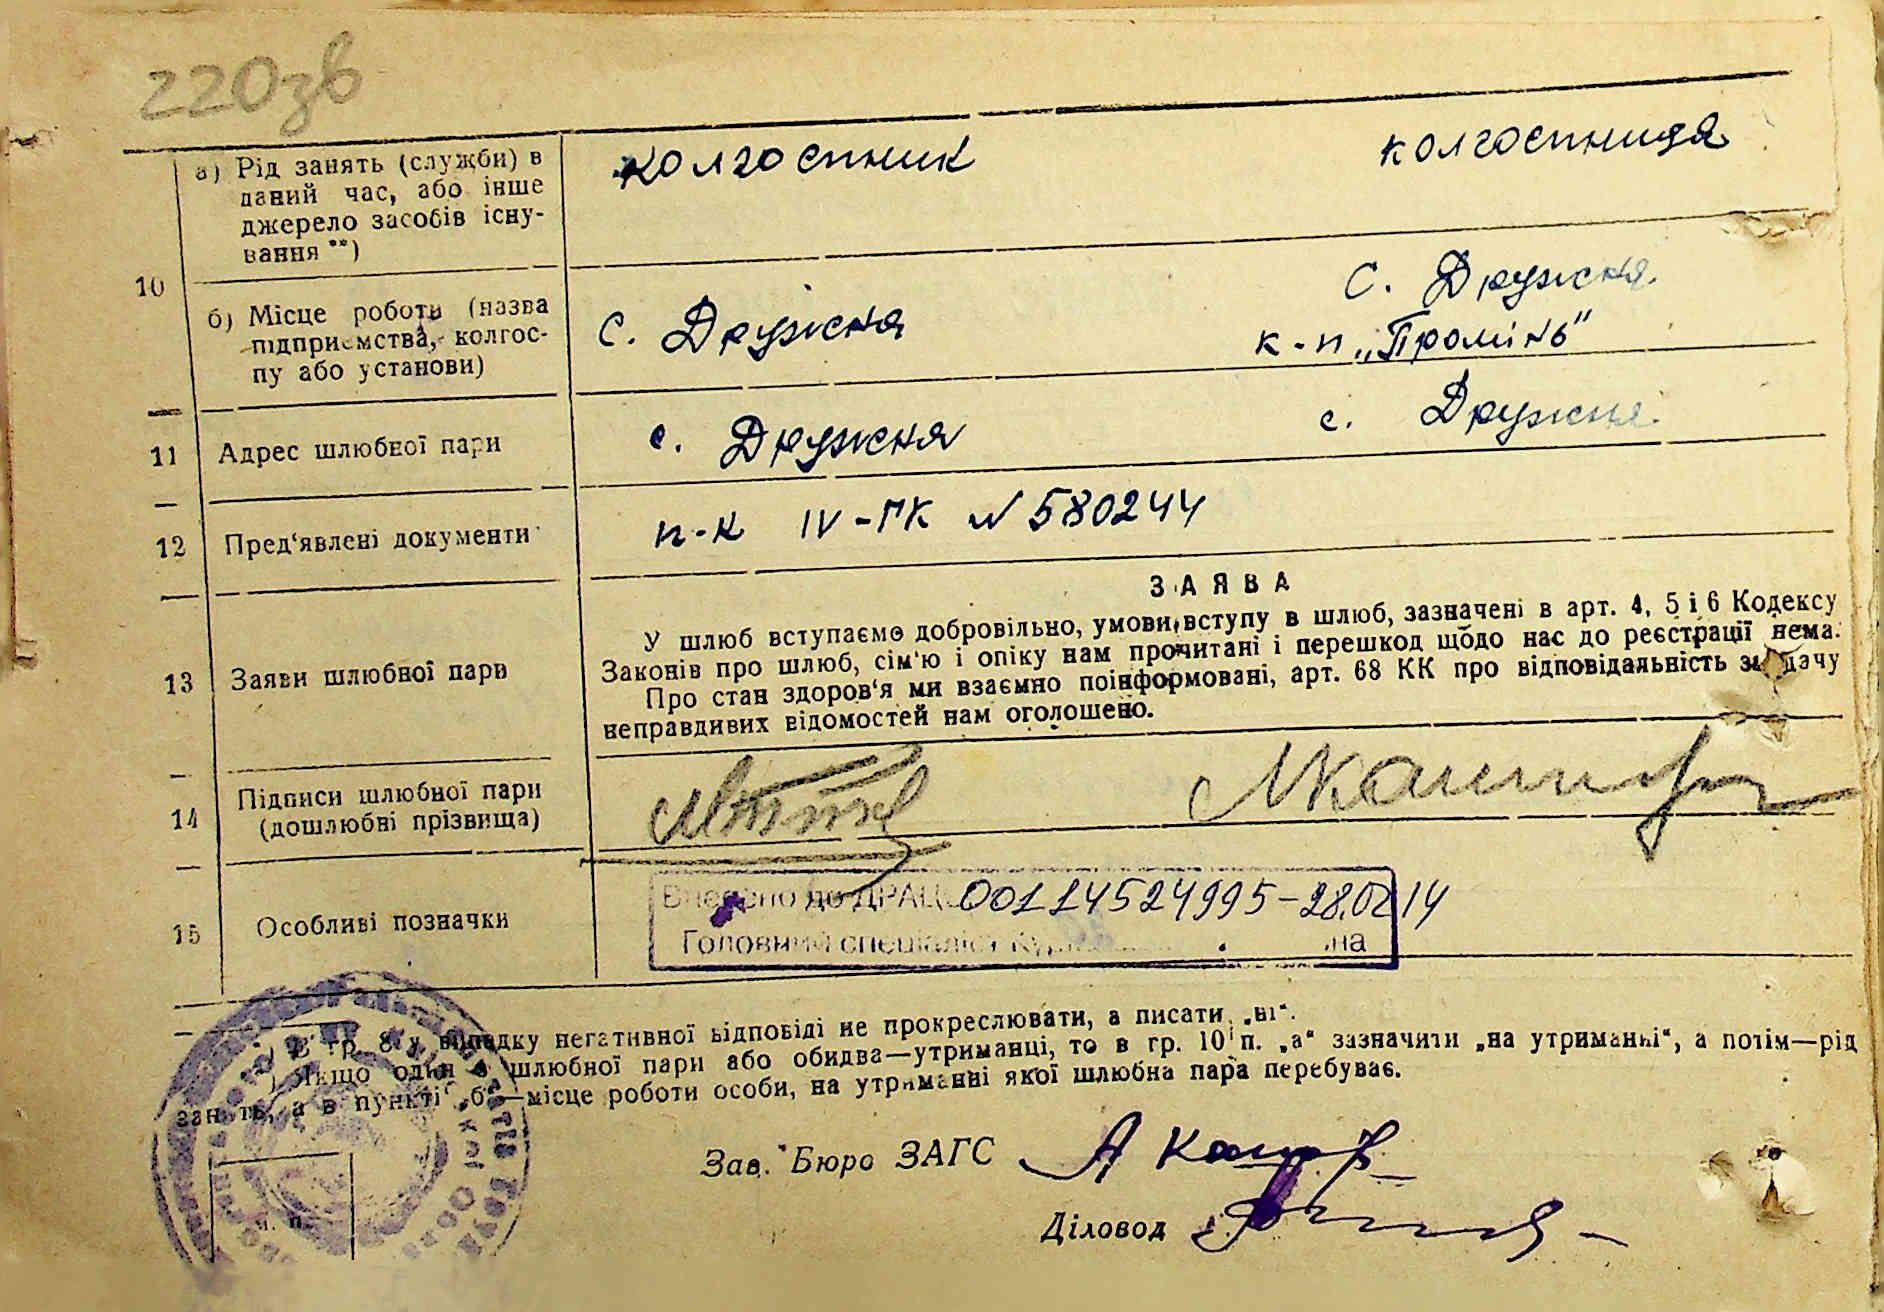 220зв
а) Рід занять (служби) в
даний час, або інше
джерело засобів існу-
вання **)
колгоспник
колгоспниця
10
б) Місце роботи (назва
підприємства, колгос-
пу або установи)
с. Дружня
с. Дружня
к-п „Промінь"
11
Адрес шлюбної пари
с. Дружня
с. Дружня
12
Пред'явлені документи
п-к IV-ГК N 580244
13
Заяви шлюбної пари
ЗАЯВА
У шлюб вступаємо добровільно, умови вступу в шлюб, зазначені в арт. 4, 5 і 6 Кодексу
Законів про шлюб, сім'ю і опіку нам прочитані і перешкод щодо нас до реєстрації нема.
Про стан здоров'я ми взаємно поінформовані, арт. 68 КК про відповідальність за дачу
неправдивих відомостей нам оголошено.
14
Підписи шлюбної пари
(дошлюбні прізвища)
15
Особливі позначки
Внесено до ДРАЦС 00114524995-28.02.14
Головний спеціаліст
на
*) В гр. 8 у випадку негативної відповіді не прокреслювати, а писати „ні".
**) Якщо один з шлюбної пари або обидва—утриманці, то в гр. 10 п. „а" зазначити „на утриманні", а потім—рід
занять, а в пункті „б"—місце роботи особи, на утриманні якої шлюбна пара перебуває.
Зав. Бюро ЗАГС
Діловод
м. п.